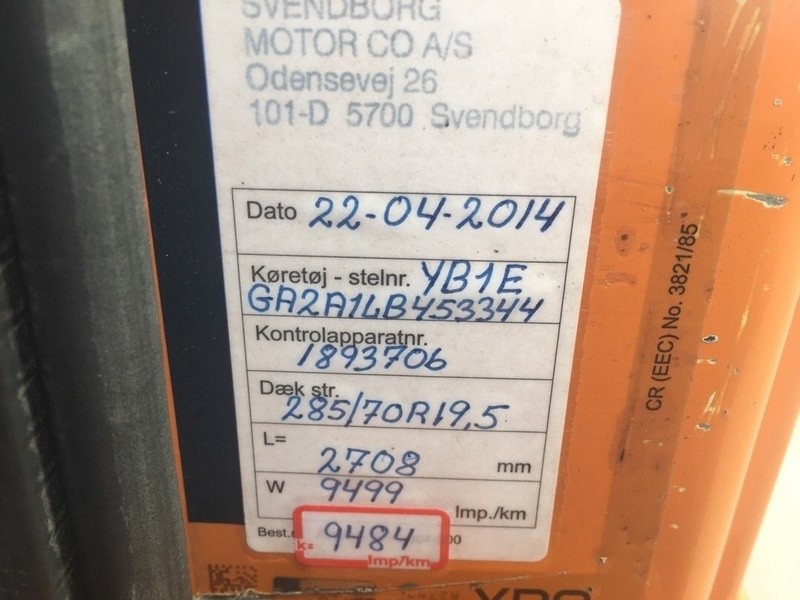 SVENDBORG
MOTOR CO A/S
Odensevej 26
101-D 5700 Svendborg
Dato 22-04-2014
Køretøj - stelnr. YB1E
GA2A1LB453344
Kontrolapparatnr.
1893706
Dæk str.
285/70R19,5
L=
2708 mm
W 9499 Imp./km
Best.n 00
k= 9484
Imp/km
CR (EEC) No. 3821/85